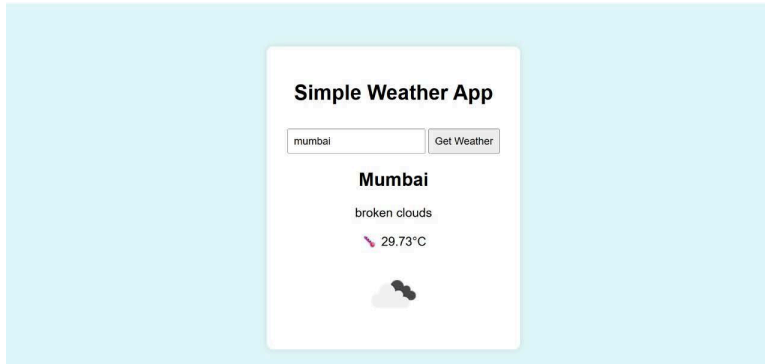 Simple Weather App
mumbai Get Weather
Mumbai
broken clouds
29.73°C